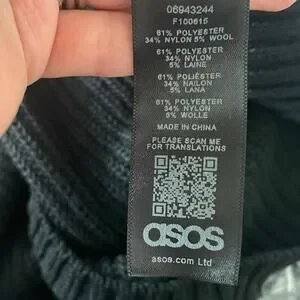 06943244
F100615
61% POLYESTER
34% NYLON 5% WOOL
61% POLYESTER
34% NYLON
5% LAINE
61% POLIÉSTER
34% NAILON
5% LANA
61% POLYESTER
34% NYLON
5% WOLLE
MADE IN CHINA
PLEASE SCAN ME
FOR TRANSLATIONS
asos
asos.com Ltd